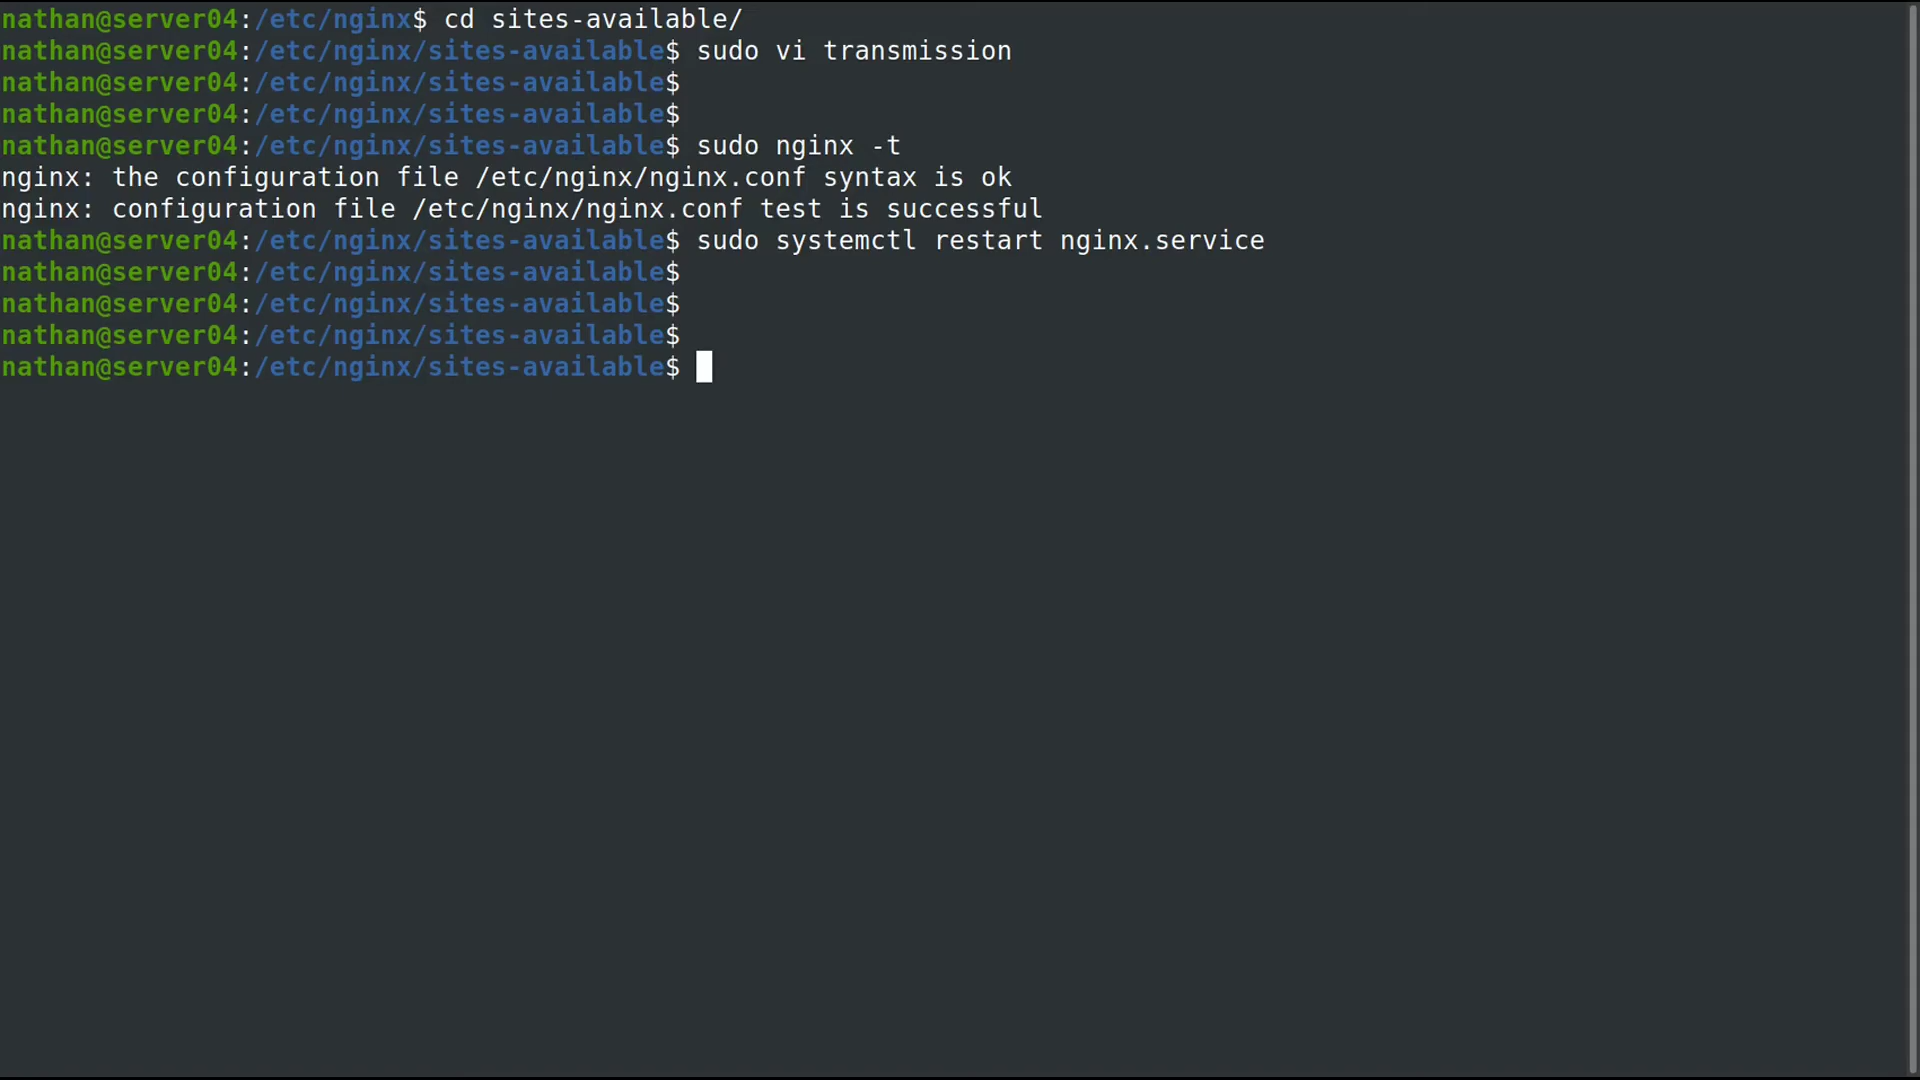 nathan@server04:/etc/nginx$ cd sites-available/
nathan@server04:/etc/nginx/sites-available$ sudo vi transmission
nathan@server04:/etc/nginx/sites-available$
nathan@server04:/etc/nginx/sites-available$
nathan@server04:/etc/nginx/sites-available$ sudo nginx -t
nginx: the configuration file /etc/nginx/nginx.conf syntax is ok
nginx: configuration file /etc/nginx/nginx.conf test is successful
nathan@server04:/etc/nginx/sites-available$ sudo systemctl restart nginx.service
nathan@server04:/etc/nginx/sites-available$
nathan@server04:/etc/nginx/sites-available$
nathan@server04:/etc/nginx/sites-available$
nathan@server04:/etc/nginx/sites-available$